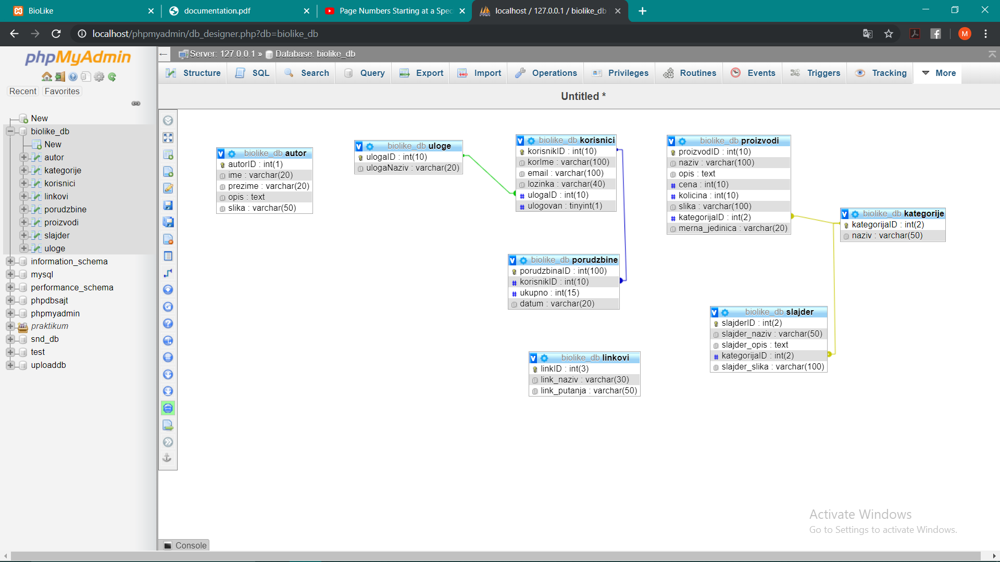 BioLike
documentation.pdf
Page Numbers Starting at a Spec
localhost / 127.0.0.1 / biolike_db
localhost/phpmyadmin/db_designer.php?db=biolike_db
M
phpMyAdmin
Recent
Favorites
New
biolike_db
New
autor
kategorije
korisnici
linkovi
porudzbine
proizvodi
slajder
uloge
information_schema
mysql
performance_schema
phpdbsajt
phpmyadmin
praktikum
snd_db
test
uploaddb
Server: 127.0.0.1 » Database: biolike_db
Structure
SQL
Search
Query
Export
Import
Operations
Privileges
Routines
Events
Triggers
Tracking
More
Untitled *
V biolike_db autor
autorID : int(1)
ime : varchar(20)
prezime : varchar(20)
opis : text
slika : varchar(50)
V biolike_db uloge
ulogaID : int(10)
ulogaNaziv : varchar(20)
V biolike_db korisnici
korisnikID : int(10)
korIme : varchar(100)
email : varchar(100)
lozinka : varchar(40)
# ulogaID : int(10)
# ulogovan : tinyint(1)
V biolike_db proizvodi
proizvodID : int(10)
naziv : varchar(100)
opis : text
# cena : int(10)
# kolicina : int(10)
slika : varchar(100)
# kategorijaID : int(2)
merna_jedinica : varchar(20)
V biolike_db kategorije
kategorijaID : int(2)
naziv : varchar(50)
V biolike_db porudzbine
porudzbinaID : int(100)
# korisnikID : int(10)
# ukupno : int(15)
datum : varchar(20)
V biolike_db slajder
slajderID : int(2)
slajder_naziv : varchar(50)
slajder_opis : text
# kategorijaID : int(2)
slajder_slika : varchar(100)
V biolike_db linkovi
linkID : int(3)
link_naziv : varchar(30)
link_putanja : varchar(50)
Activate Windows
Go to Settings to activate Windows.
Console